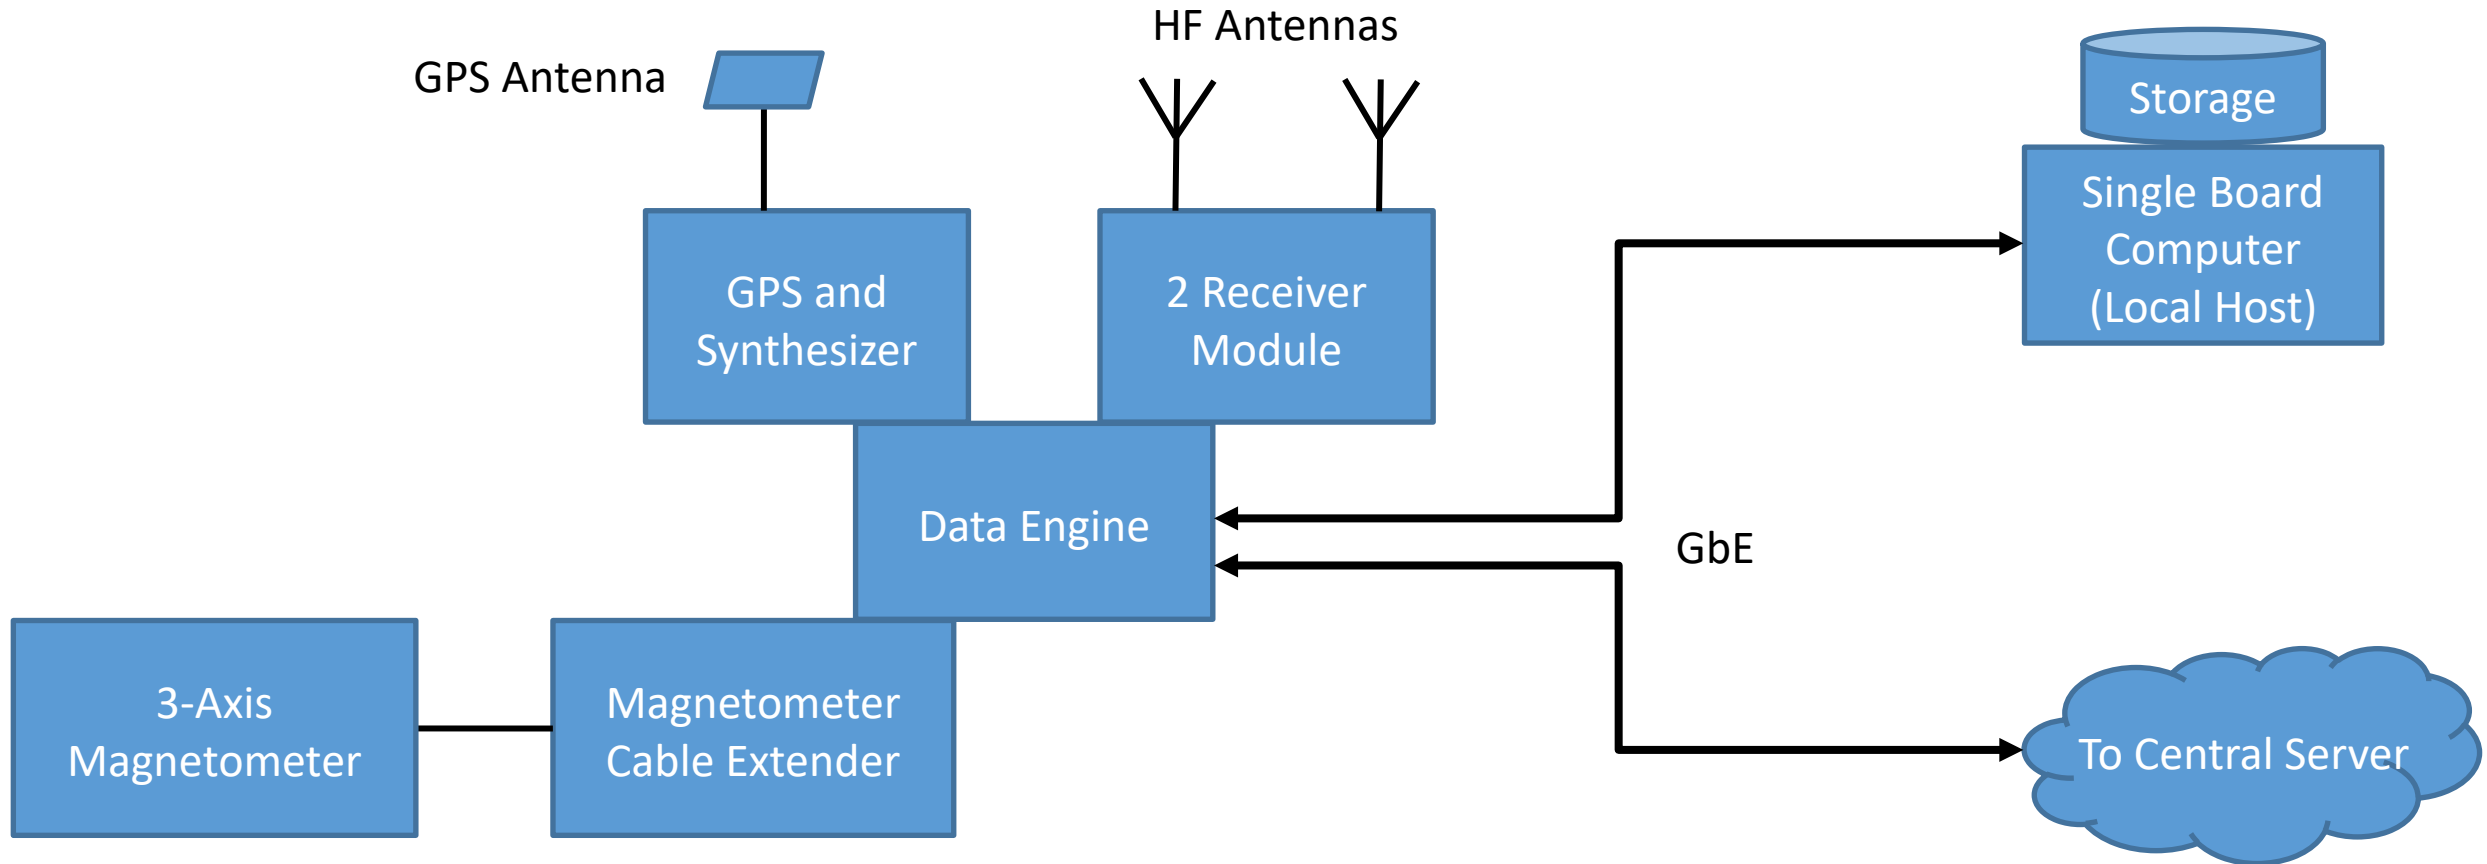 HF Antennas
GPS Antenna
Storage
Single Board
Computer
(Local Host)
GPS and
Synthesizer
2 Receiver
Module
Data Engine
GbE
3-Axis
Magnetometer
Magnetometer
Cable Extender
To Central Server